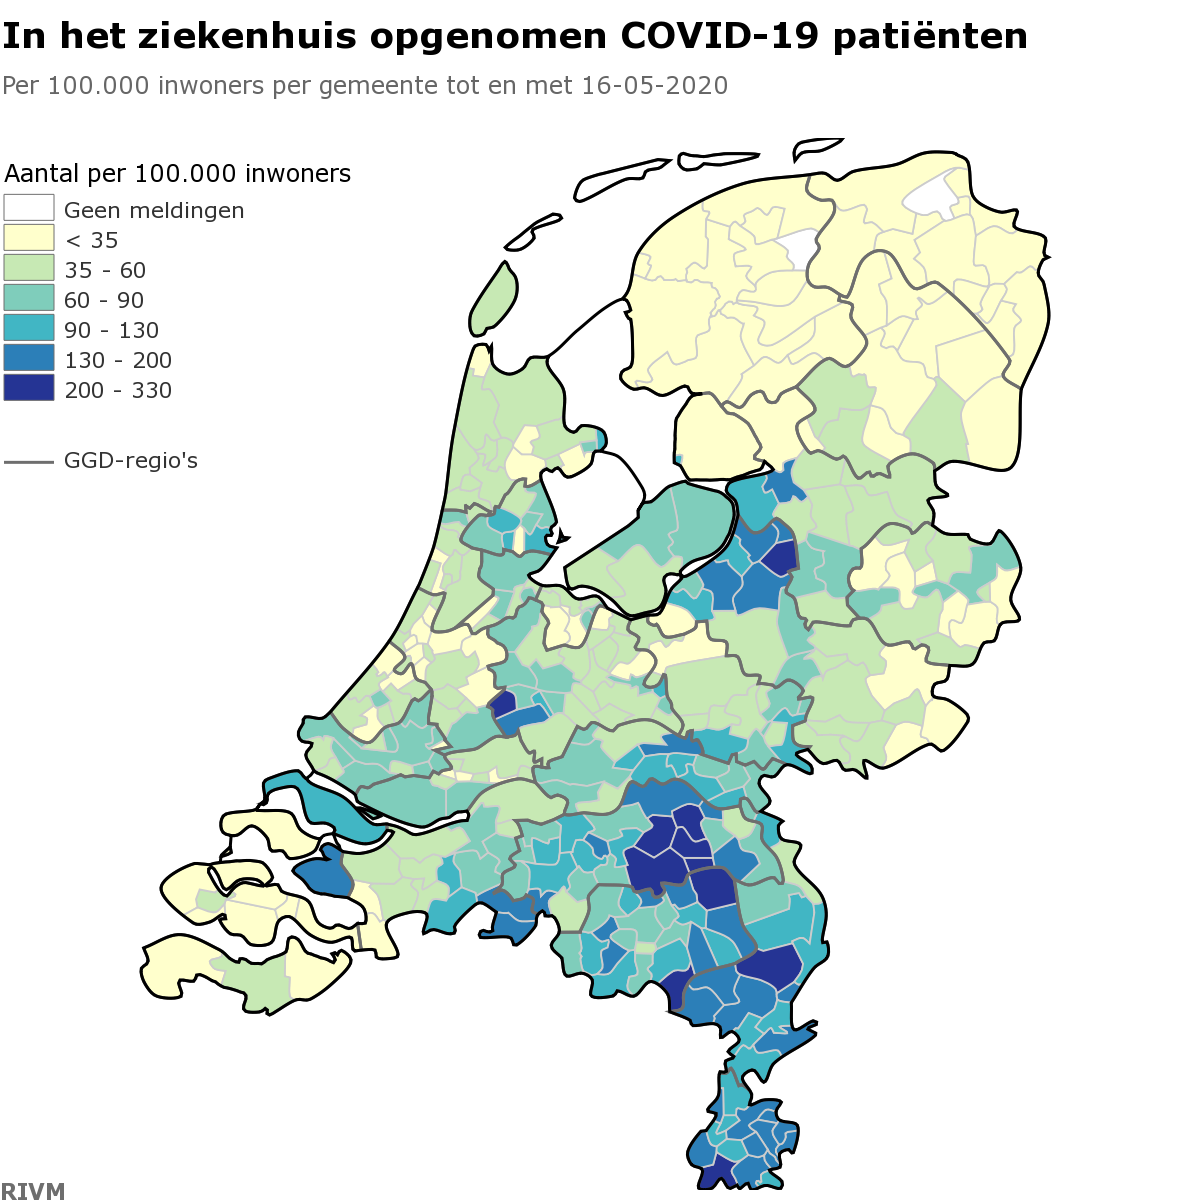 In het ziekenhuis opgenomen COVID-19 patiënten
Per 100.000 inwoners per gemeente tot en met 16-05-2020
Aantal per 100.000 inwoners
Geen meldingen
< 35
35 - 60
60 - 90
90 - 130
130 - 200
200 - 330
GGD-regio's
RIVM